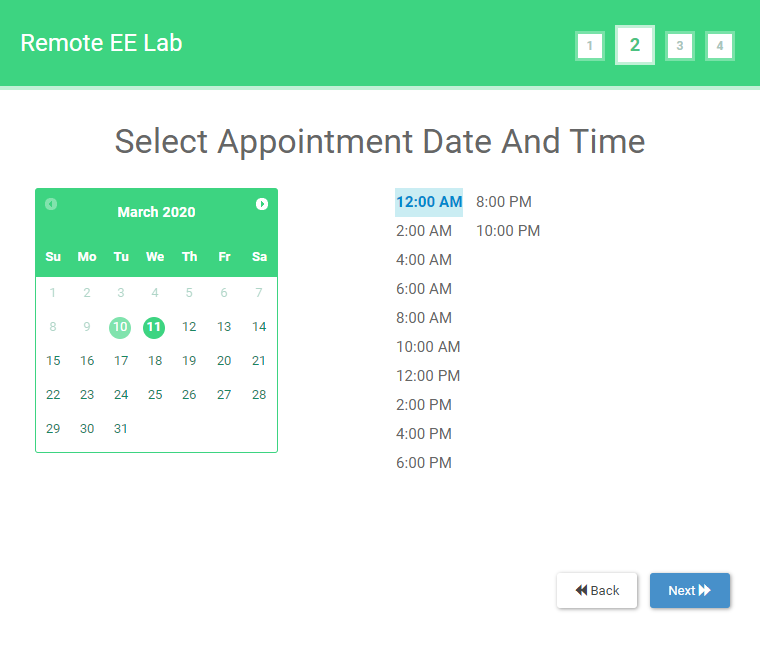 Remote EE Lab
1 2 3 4
Select Appointment Date And Time
March 2020
Su Mo Tu We Th Fr Sa
1 2 3 4 5 6 7
8 9 10 11 12 13 14
15 16 17 18 19 20 21
22 23 24 25 26 27 28
29 30 31
12:00 AM 8:00 PM
2:00 AM 10:00 PM
4:00 AM
6:00 AM
8:00 AM
10:00 AM
12:00 PM
2:00 PM
4:00 PM
6:00 PM
Back Next